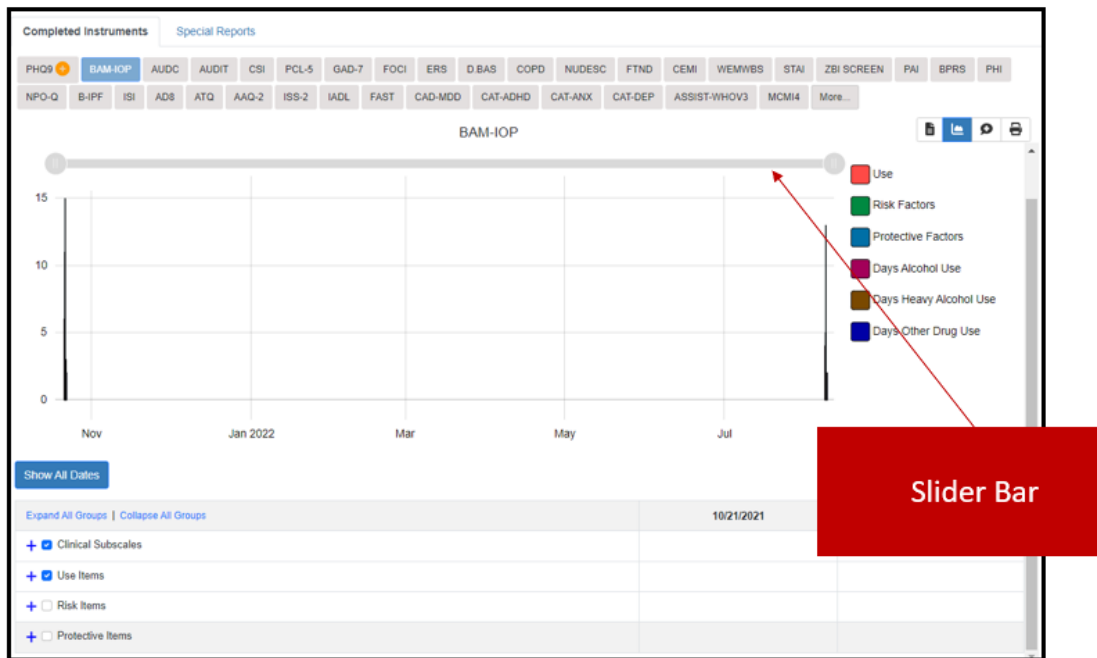 Completed Instruments Special Reports
PHQ9 BAM-IOP AUDC AUDIT CSI PCL-5 GAD-7 FOCI ERS D.BAS COPD NUDESC FTND CEMI WEMWBS STAI ZBI SCREEN PAI BPRS PHI
NPO-Q B-IPF ISI AD8 ATQ AAQ-2 ISS-2 IADL FAST CAD-MDD CAT-ADHD CAT-ANX CAT-DEP ASSIST-WHOV3 MCMI4 More...
BAM-IOP
Use
15
Risk Factors
Protective Factors
10
Days Alcohol Use
Days Heavy Alcohol Use
5
Days Other Drug Use
0
Nov Jan 2022 Mar May Jul
Slider Bar
Show All Dates
Expand All Groups | Collapse All Groups 10/21/2021
Clinical Subscales
Use Items
Risk Items
Protective Items